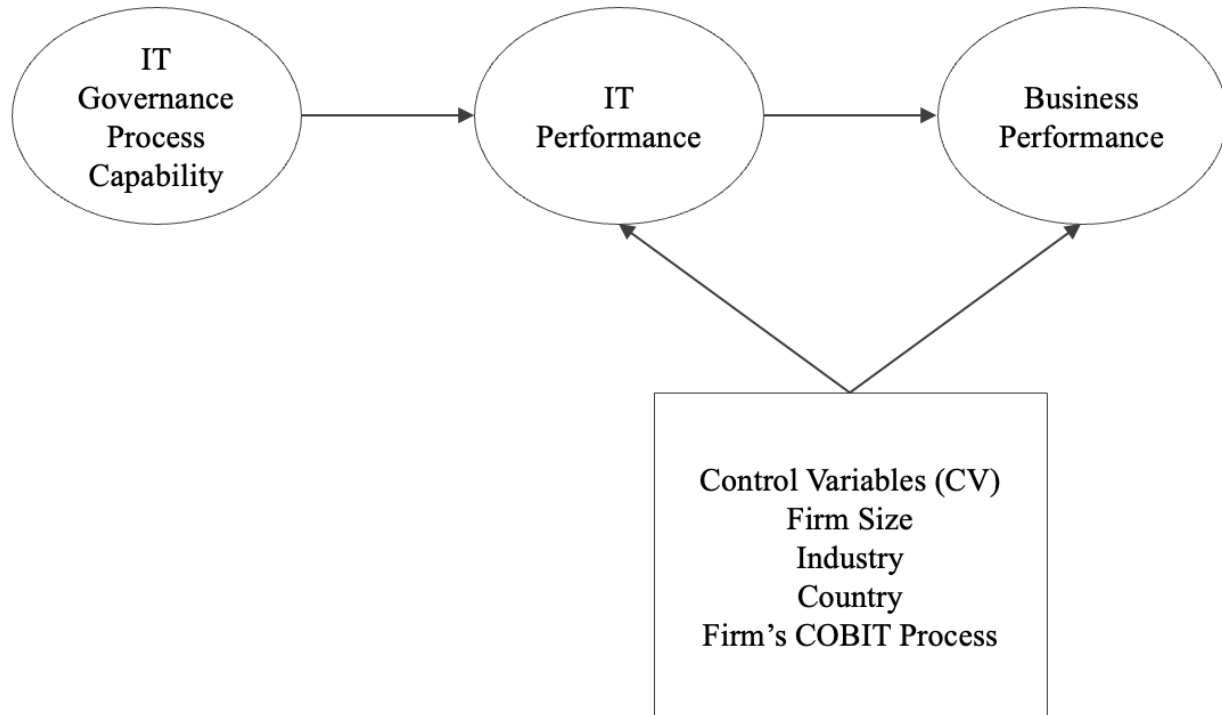 IT
Governance
Process
Capability
IT
Performance
Business
Performance
Control Variables (CV)
Firm Size
Industry
Country
Firm’s COBIT Process